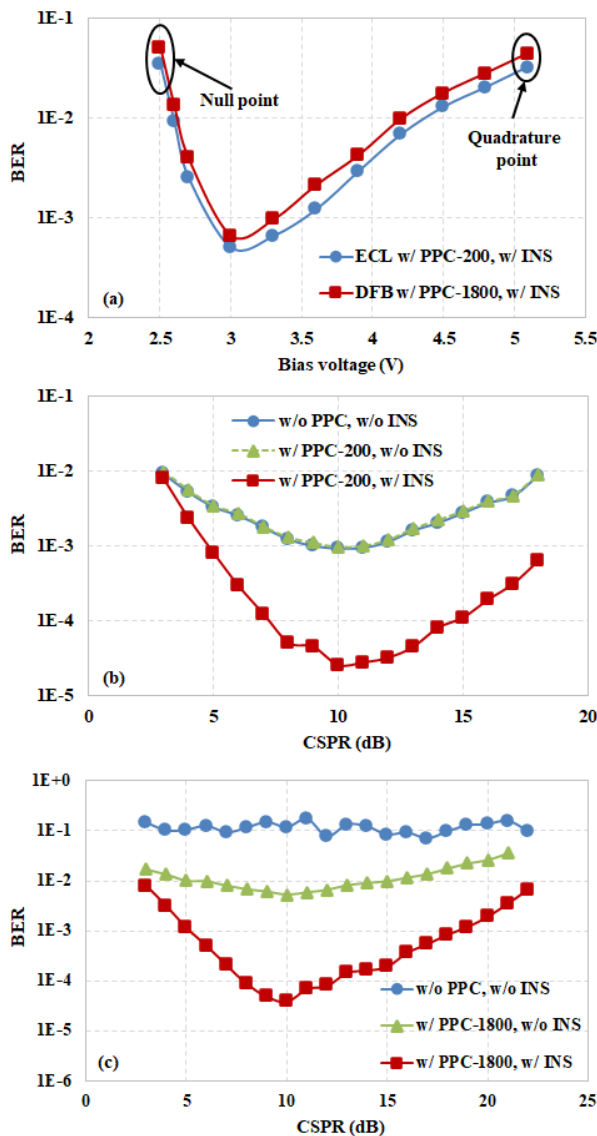 1E-1
1E-2
1E-3
1E-4
BER
Null point
Quadrature
point
ECL w/ PPC-200, w/ INS
DFB w/ PPC-1800, w/ INS
(a)
2 2.5 3 3.5 4 4.5 5 5.5
Bias voltage (V)
1E-1
1E-2
1E-3
1E-4
1E-5
BER
w/o PPC, w/o INS
w/ PPC-200, w/o INS
w/ PPC-200, w/ INS
(b)
0 5 10 15 20
CSPR (dB)
1E+0
1E-1
1E-2
1E-3
1E-4
1E-5
1E-6
BER
w/o PPC, w/o INS
w/ PPC-1800, w/o INS
w/ PPC-1800, w/ INS
(c)
0 5 10 15 20 25
CSPR (dB)